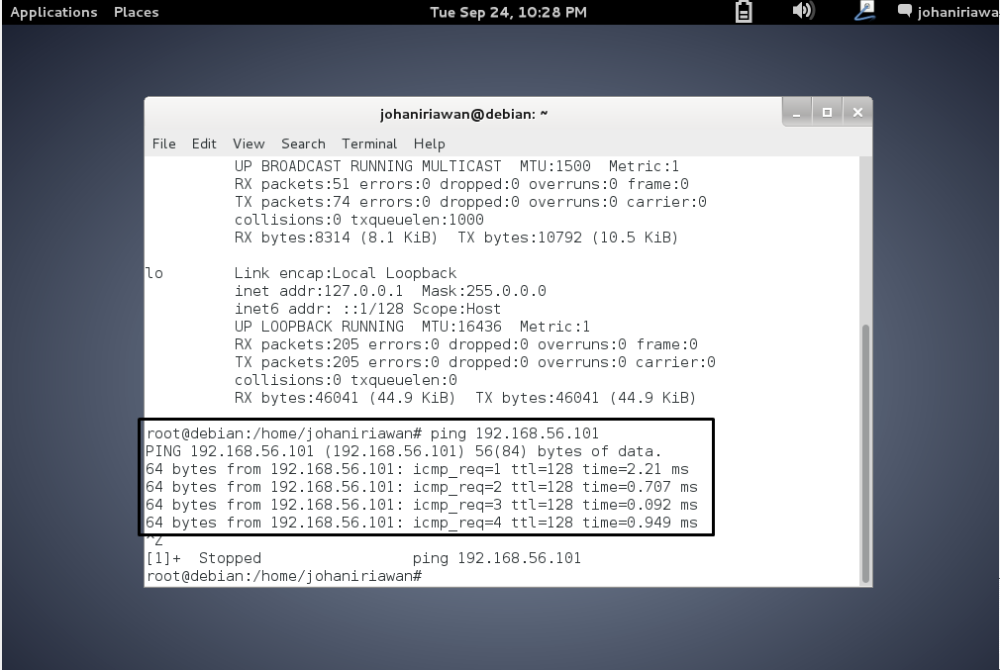 Applications Places Tue Sep 24, 10:28 PM johaniriawa
johaniriawan@debian: ~
File Edit View Search Terminal Help
UP BROADCAST RUNNING MULTICAST  MTU:1500  Metric:1
RX packets:51 errors:0 dropped:0 overruns:0 frame:0
TX packets:74 errors:0 dropped:0 overruns:0 carrier:0
collisions:0 txqueuelen:1000
RX bytes:8314 (8.1 KiB)  TX bytes:10792 (10.5 KiB)
lo        Link encap:Local Loopback
inet addr:127.0.0.1  Mask:255.0.0.0
inet6 addr: ::1/128 Scope:Host
UP LOOPBACK RUNNING  MTU:16436  Metric:1
RX packets:205 errors:0 dropped:0 overruns:0 frame:0
TX packets:205 errors:0 dropped:0 overruns:0 carrier:0
collisions:0 txqueuelen:0
RX bytes:46041 (44.9 KiB)  TX bytes:46041 (44.9 KiB)
root@debian:/home/johaniriawan# ping 192.168.56.101
PING 192.168.56.101 (192.168.56.101) 56(84) bytes of data.
64 bytes from 192.168.56.101: icmp_req=1 ttl=128 time=2.21 ms
64 bytes from 192.168.56.101: icmp_req=2 ttl=128 time=0.707 ms
64 bytes from 192.168.56.101: icmp_req=3 ttl=128 time=0.092 ms
64 bytes from 192.168.56.101: icmp_req=4 ttl=128 time=0.949 ms
^Z
[1]+  Stopped                 ping 192.168.56.101
root@debian:/home/johaniriawan#